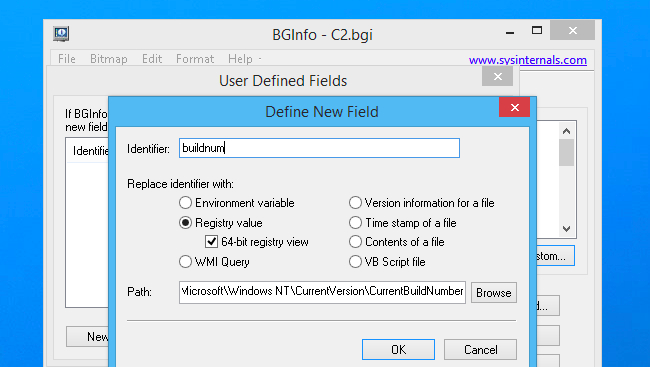 BGInfo - C2.bgi
File Bitmap Edit Format Help
www.sysinternals.com
User Defined Fields
If BGInfo
new field
Identifie
Define New Field
Identifier: buildnum
Replace identifier with:
Environment variable Version information for a file
Registry value Time stamp of a file
64-bit registry view Contents of a file
WMI Query VB Script file
stom...
Path: Microsoft\Windows NT\CurrentVersion\CurrentBuildNumber Browse
d...
New
OK Cancel